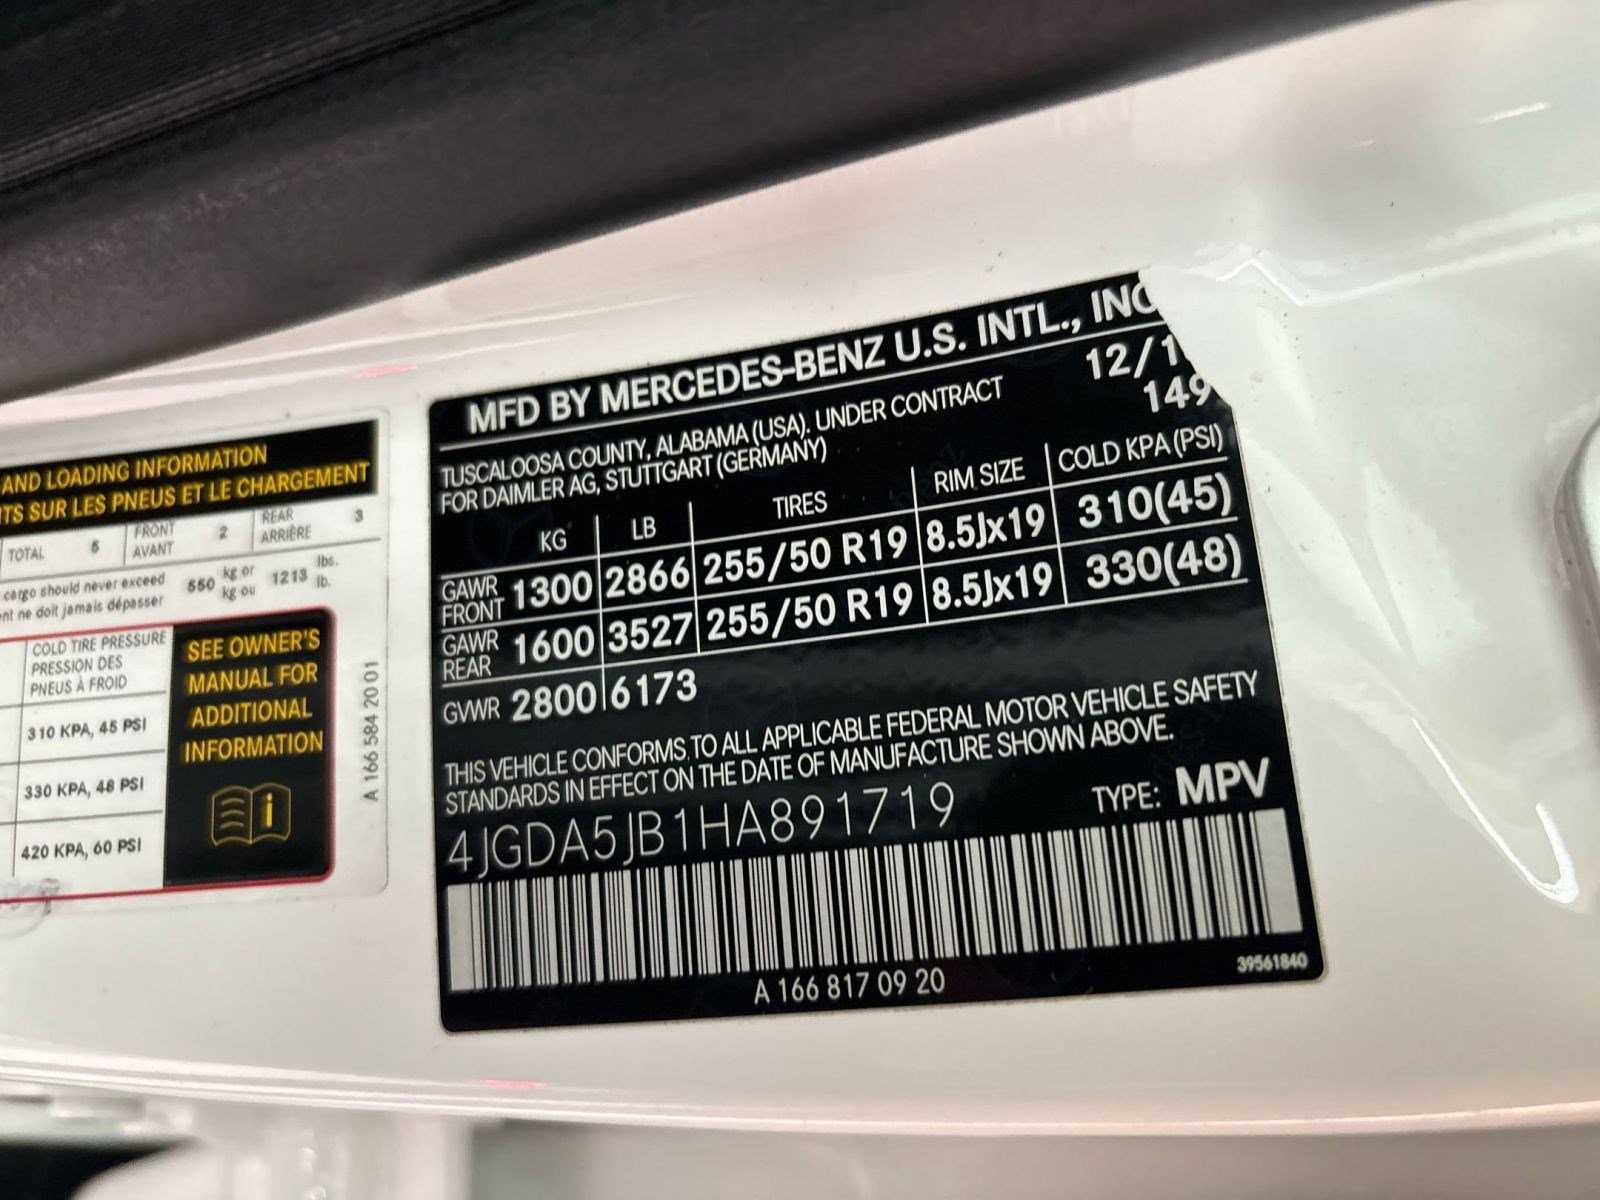 AND LOADING INFORMATION
TS SUR LES PNEUS ET LE CHARGEMENT
TOTAL 5 FRONT AVANT 2 REAR ARRIÈRE 3
cargo should never exceed
nt ne doit jamais dépasser
550 kg or kg ou 1213 lbs. lb.
COLD TIRE PRESSURE
PRESSION DES
PNEUS À FROID
310 KPA, 45 PSI
330 KPA, 48 PSI
420 KPA, 60 PSI
SEE OWNER'S
MANUAL FOR
ADDITIONAL
INFORMATION
i
A 166 584 20 01
MFD BY MERCEDES-BENZ U.S. INTL., INC
12/1
TUSCALOOSA COUNTY, ALABAMA (USA). UNDER CONTRACT
149
FOR DAIMLER AG, STUTTGART (GERMANY)
KG LB TIRES RIM SIZE COLD KPA (PSI)
GAWR FRONT 1300 2866 255/50 R19 8.5Jx19 310(45)
GAWR REAR 1600 3527 255/50 R19 8.5Jx19 330(48)
GVWR 2800 6173
THIS VEHICLE CONFORMS TO ALL APPLICABLE FEDERAL MOTOR VEHICLE SAFETY
STANDARDS IN EFFECT ON THE DATE OF MANUFACTURE SHOWN ABOVE.
4JGDA5JB1HA891719 TYPE: MPV
A 166 817 09 20
39561840